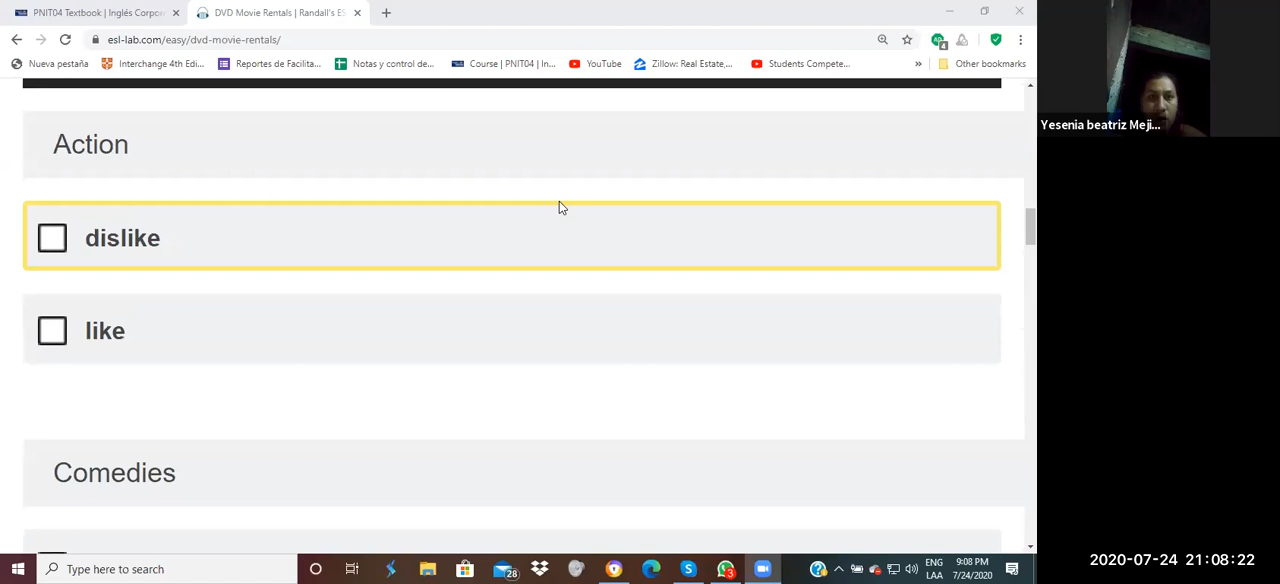 PNIT04 Textbook | Inglés Corpor
DVD Movie Rentals | Randall's ES
esl-lab.com/easy/dvd-movie-rentals/
4
Nueva pestaña
Interchange 4th Edi...
Reportes de Facilita...
Notas y control de...
Course | PNIT04 | In...
YouTube
Zillow: Real Estate,...
Students Compete...
»
Other bookmarks
Yesenia beatriz Meji...
Action
dislike
like
Comedies
Type here to search
28
3
ENG
LAA
9:08 PM
7/24/2020
2020-07-24 21:08:22